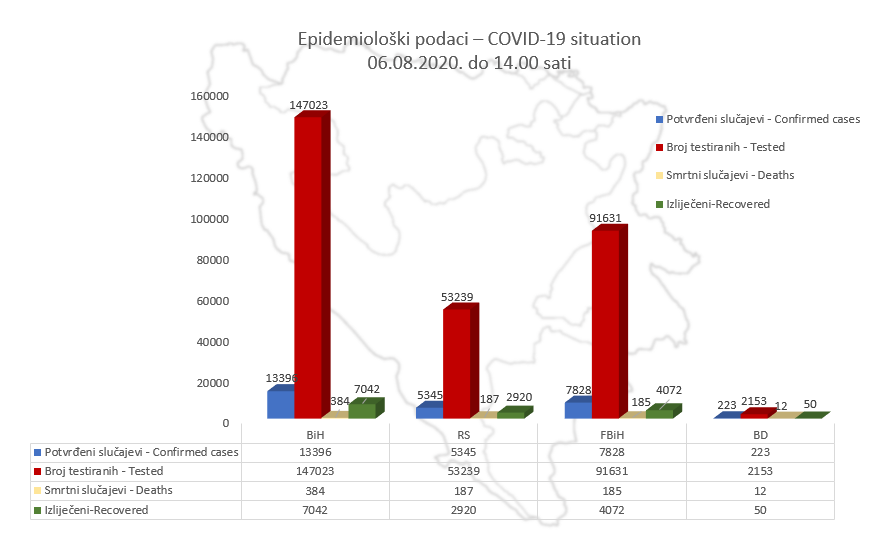 Epidemiološki podaci – COVID-19 situation
06.08.2020. do 14.00 sati
160000
140000
120000
100000
80000
60000
40000
20000
0
147023
13396
384
7042
53239
5345
187
2920
91631
7828
185
4072
223
2153
12
50
Potvrđeni slučajevi - Confirmed cases
Broj testiranih - Tested
Smrtni slučajevi - Deaths
Izliječeni-Recovered
BiH RS FBiH BD
Potvrđeni slučajevi - Confirmed cases 13396 5345 7828 223
Broj testiranih - Tested 147023 53239 91631 2153
Smrtni slučajevi - Deaths 384 187 185 12
Izliječeni-Recovered 7042 2920 4072 50